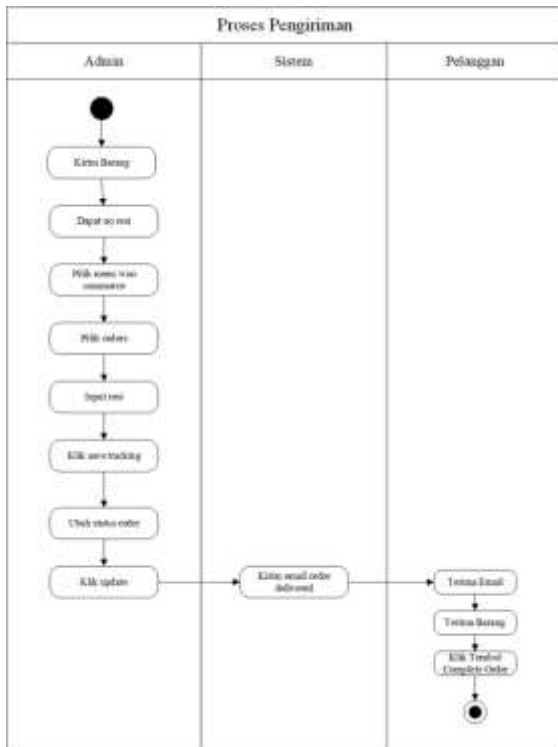 Proses Pengiriman
Admin
Sistem
Pelanggan
Kirim Barang
Dapat no resi
Pilih menu woo
commerce
Pilih orders
Input resi
Klik save tracking
Ubah status order
Klik update
Kirim email order
delivered
Terima Email
Terima Barang
Klik Tombol
Complete Order